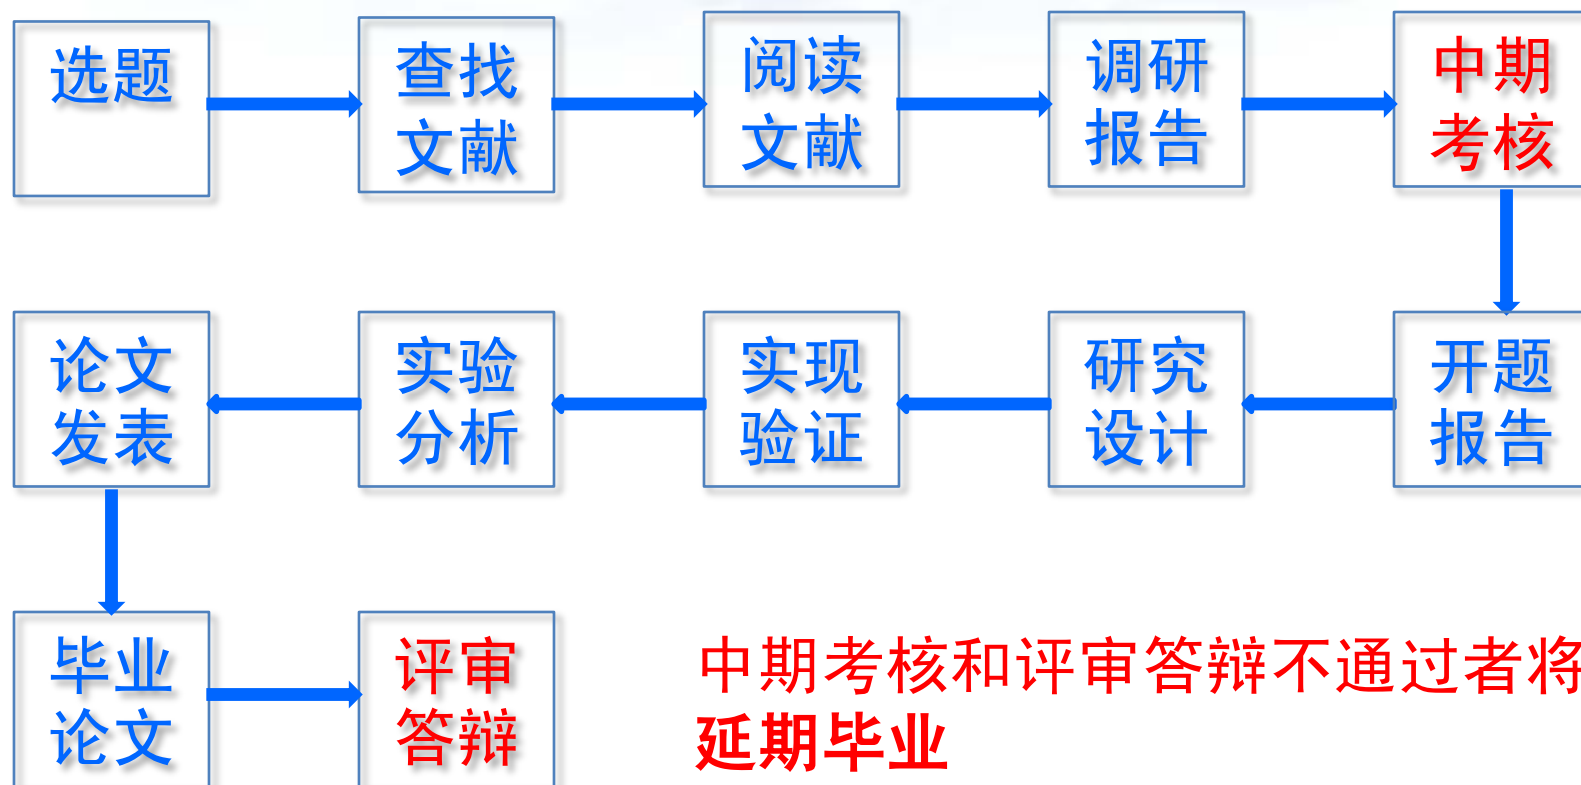 选题
查找
文献
阅读
文献
调研
报告
中期
考核
论文
发表
实验
分析
实现
验证
研究
设计
开题
报告
毕业
论文
评审
答辩
中期考核和评审答辩不通过者将
延期毕业